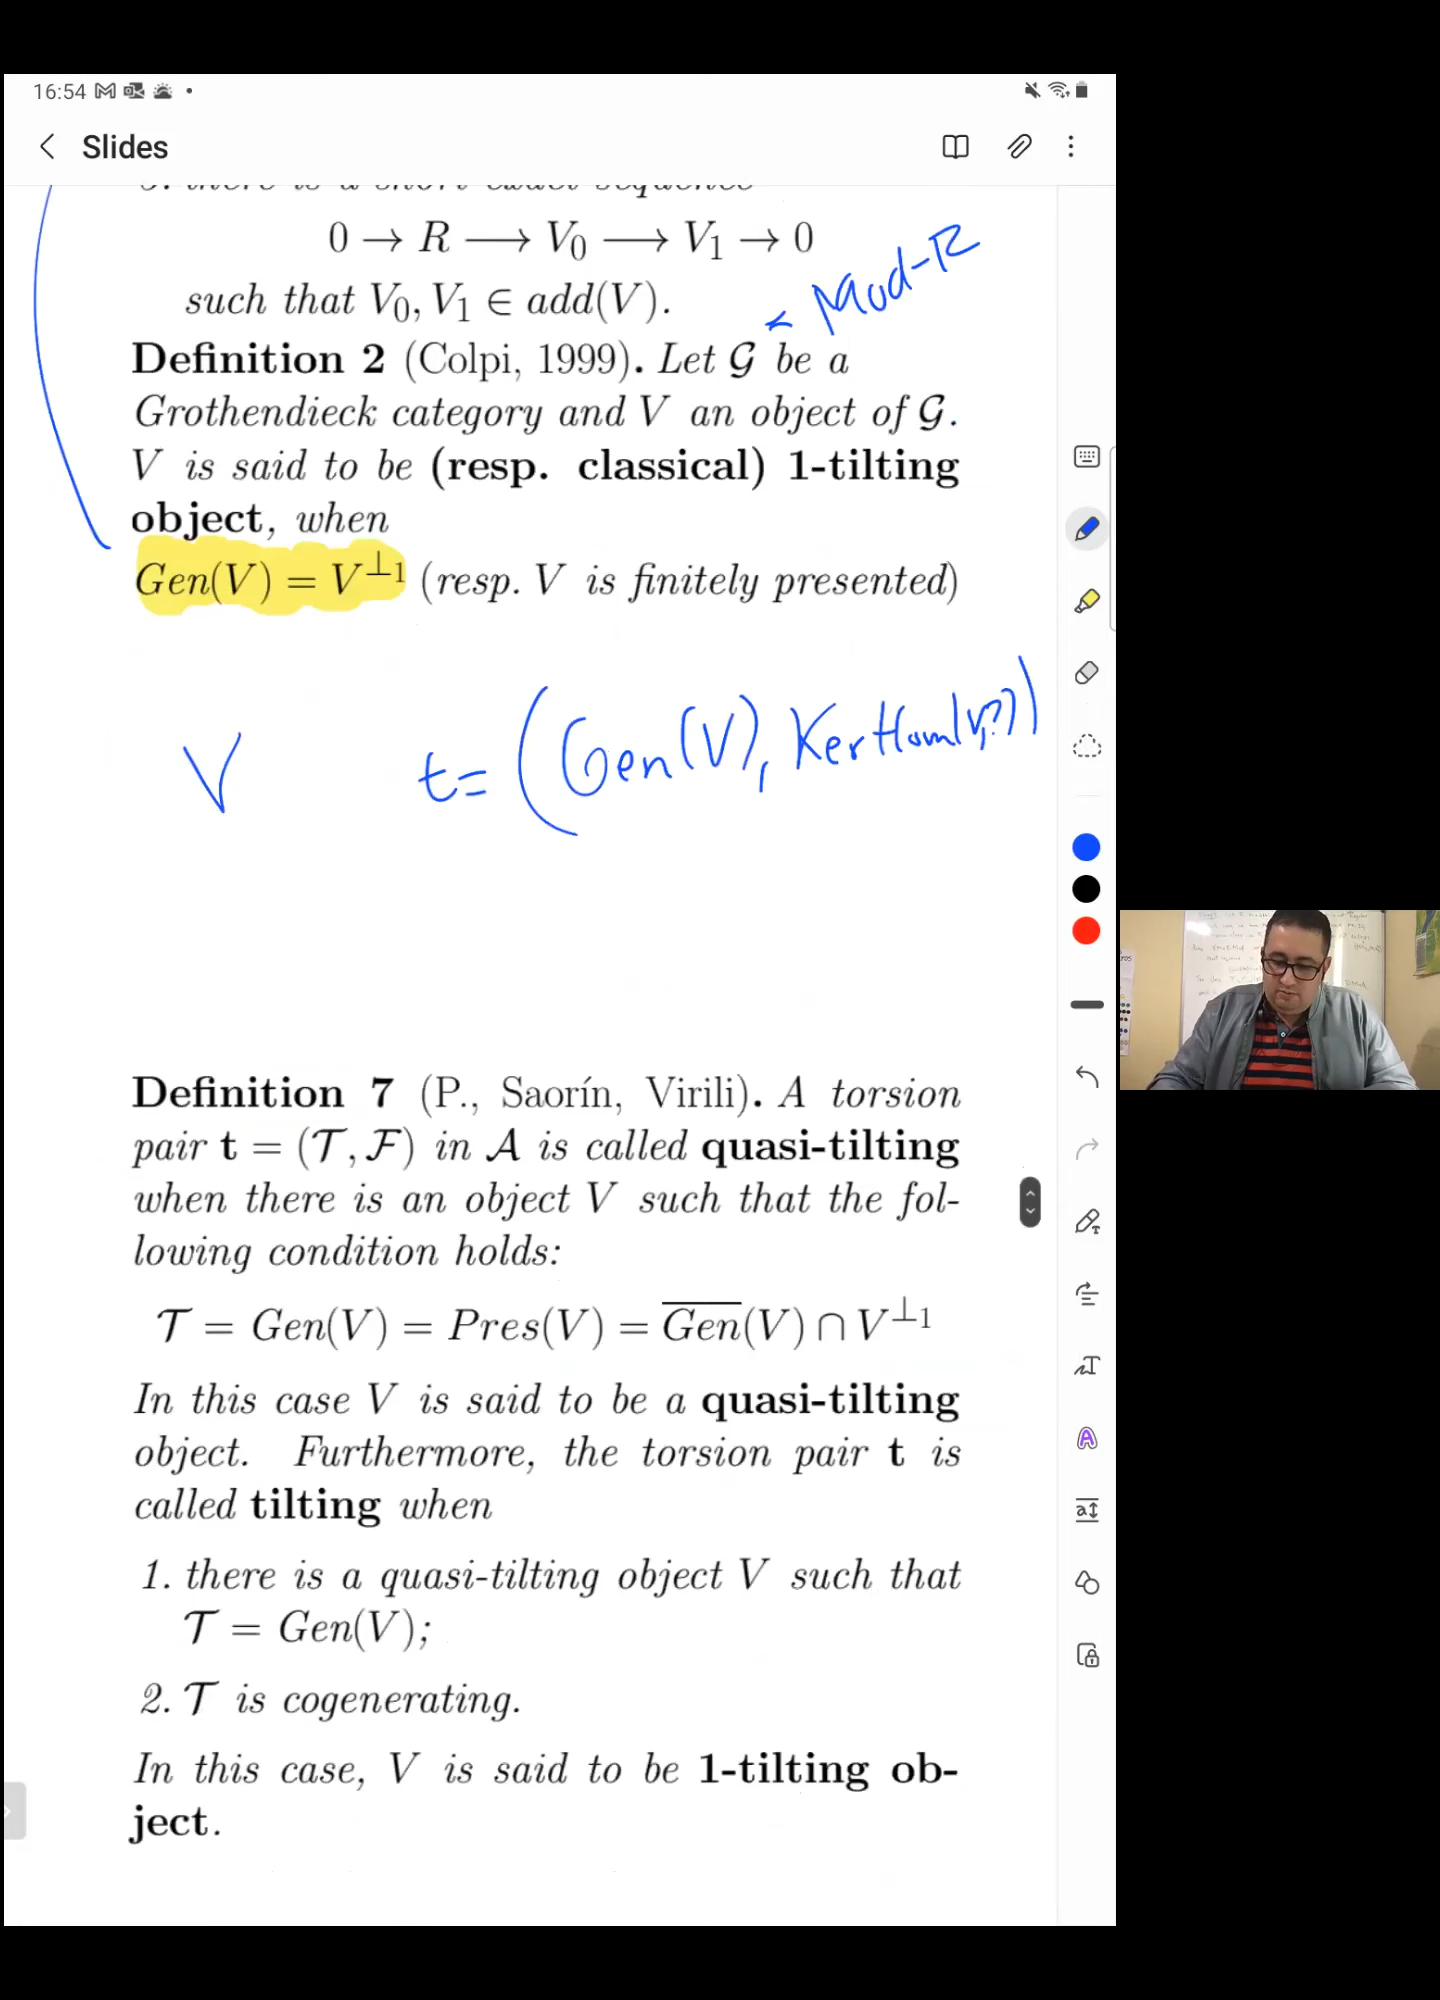 16:54
Slides
0 → R ⟶ V₀ ⟶ V₁ → 0
such that V₀, V₁ ∈ add(V).
Mod-R
Definition 2 (Colpi, 1999). Let 𝒢 be a
Grothendieck category and V an object of 𝒢.
V is said to be (resp. classical) 1-tilting
object, when
Gen(V) = V^⊥₁ (resp. V is finitely presented)
V t = (Gen(V), KerHom(V,?))
Definition 7 (P., Saorín, Virili). A torsion
pair t = (𝒯, ℱ) in 𝒜 is called quasi-tilting
when there is an object V such that the fol-
lowing condition holds:
𝒯 = Gen(V) = Pres(V) = \overline{Gen}(V) ∩ V^⊥₁
In this case V is said to be a quasi-tilting
object. Furthermore, the torsion pair t is
called tilting when
1. there is a quasi-tilting object V such that
𝒯 = Gen(V);
2. 𝒯 is cogenerating.
In this case, V is said to be 1-tilting ob-
ject.